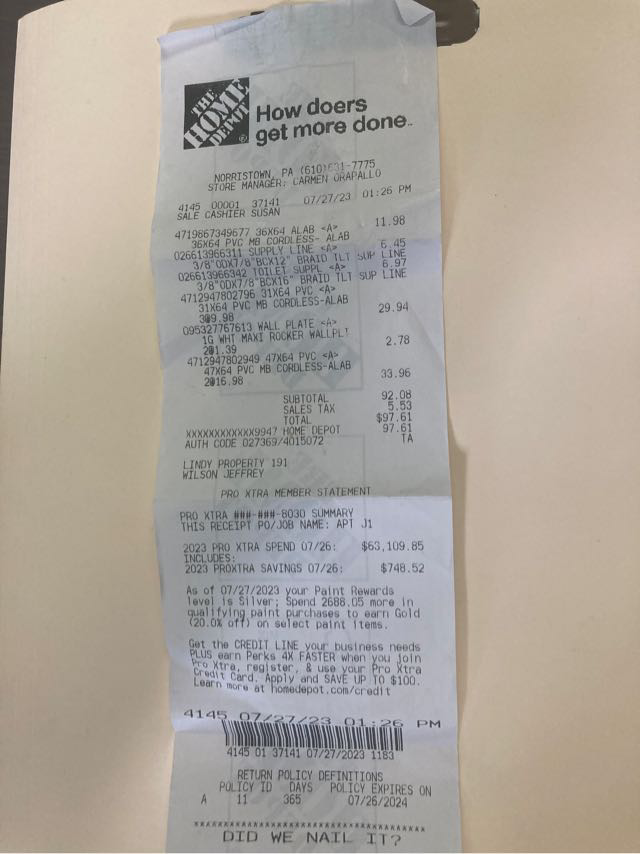 THE
HOME
DEPOT
How doers
get more done.
NORRISTOWN, PA (610)631-7775
STORE MANAGER: CARMEN ORAPALLO
4145 00001 37141 07/27/23 01:26 PM
SALE CASHIER SUSAN
4719867349677 36X64 ALAB <A> 11.98
36X64 PVC MB CORDLESS- ALAB
026613966311 SUPPLY LINE <A> 6.45
3/8"ODX7/8"BCX12" BRAID TLT SUP LINE
026613966342 TOILET SUPPL <A> 6.97
3/8"ODX7/8"BCX16" BRAID TLT SUP LINE
4712947802796 31X64 PVC <A>
31X64 PVC MB CORDLESS-ALAB
3@9.98 29.94
095327767613 WALL PLATE <A>
1G WHT MAXI ROCKER WALLPLT
2@1.39 2.78
4712947802949 47X64 PVC <A>
47X64 PVC MB CORDLESS-ALAB
2@16.98 33.96
SUBTOTAL 92.08
SALES TAX 5.53
TOTAL $97.61
XXXXXXXXXXXX9947 HOME DEPOT 97.61
AUTH CODE 027369/4015072 TA
LINDY PROPERTY 191
WILSON JEFFREY
PRO XTRA MEMBER STATEMENT
PRO XTRA ###-###-8030 SUMMARY
THIS RECEIPT PO/JOB NAME: APT J1
2023 PRO XTRA SPEND 07/26: $63,109.85
INCLUDES:
2023 PROXTRA SAVINGS 07/26: $748.52
As of 07/27/2023 your Paint Rewards
level is Silver; Spend 2688.05 more in
qualifying paint purchases to earn Gold
(20.0% off) on select paint items.
Get the CREDIT LINE your business needs
PLUS earn Perks 4X FASTER when you join
Pro Xtra, register, & use your Pro Xtra
Credit Card. Apply and SAVE UP TO $100.
Learn more at homedepot.com/credit
4145 07/27/23 01:26 PM
4145 01 37141 07/27/2023 1183
RETURN POLICY DEFINITIONS
POLICY ID DAYS POLICY EXPIRES ON
A 11 365 07/26/2024
DID WE NAIL IT?